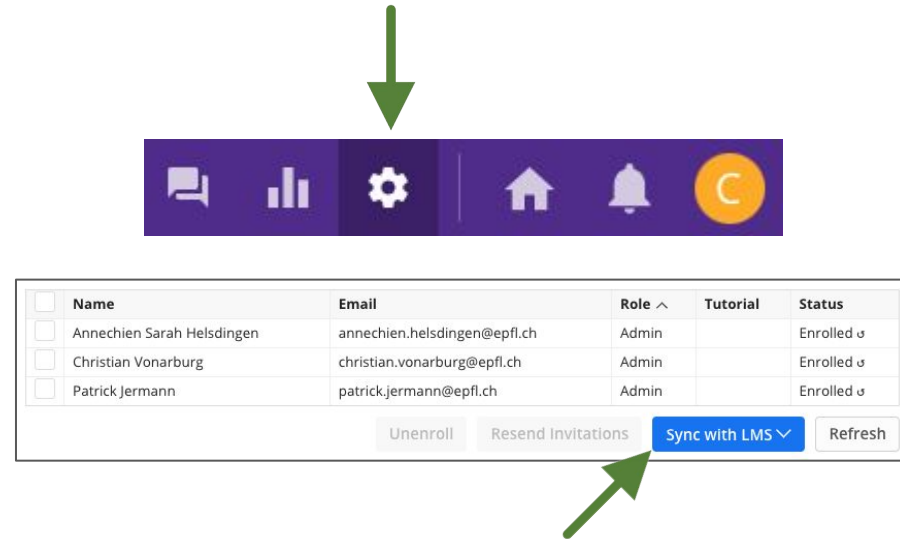 C
Name Email Role Tutorial Status
Annechien Sarah Helsdingen annechien.helsdingen@epfl.ch Admin Enrolled
Christian Vonarburg christian.vonarburg@epfl.ch Admin Enrolled
Patrick Jermann patrick.jermann@epfl.ch Admin Enrolled
Unenroll Resend Invitations Sync with LMS Refresh